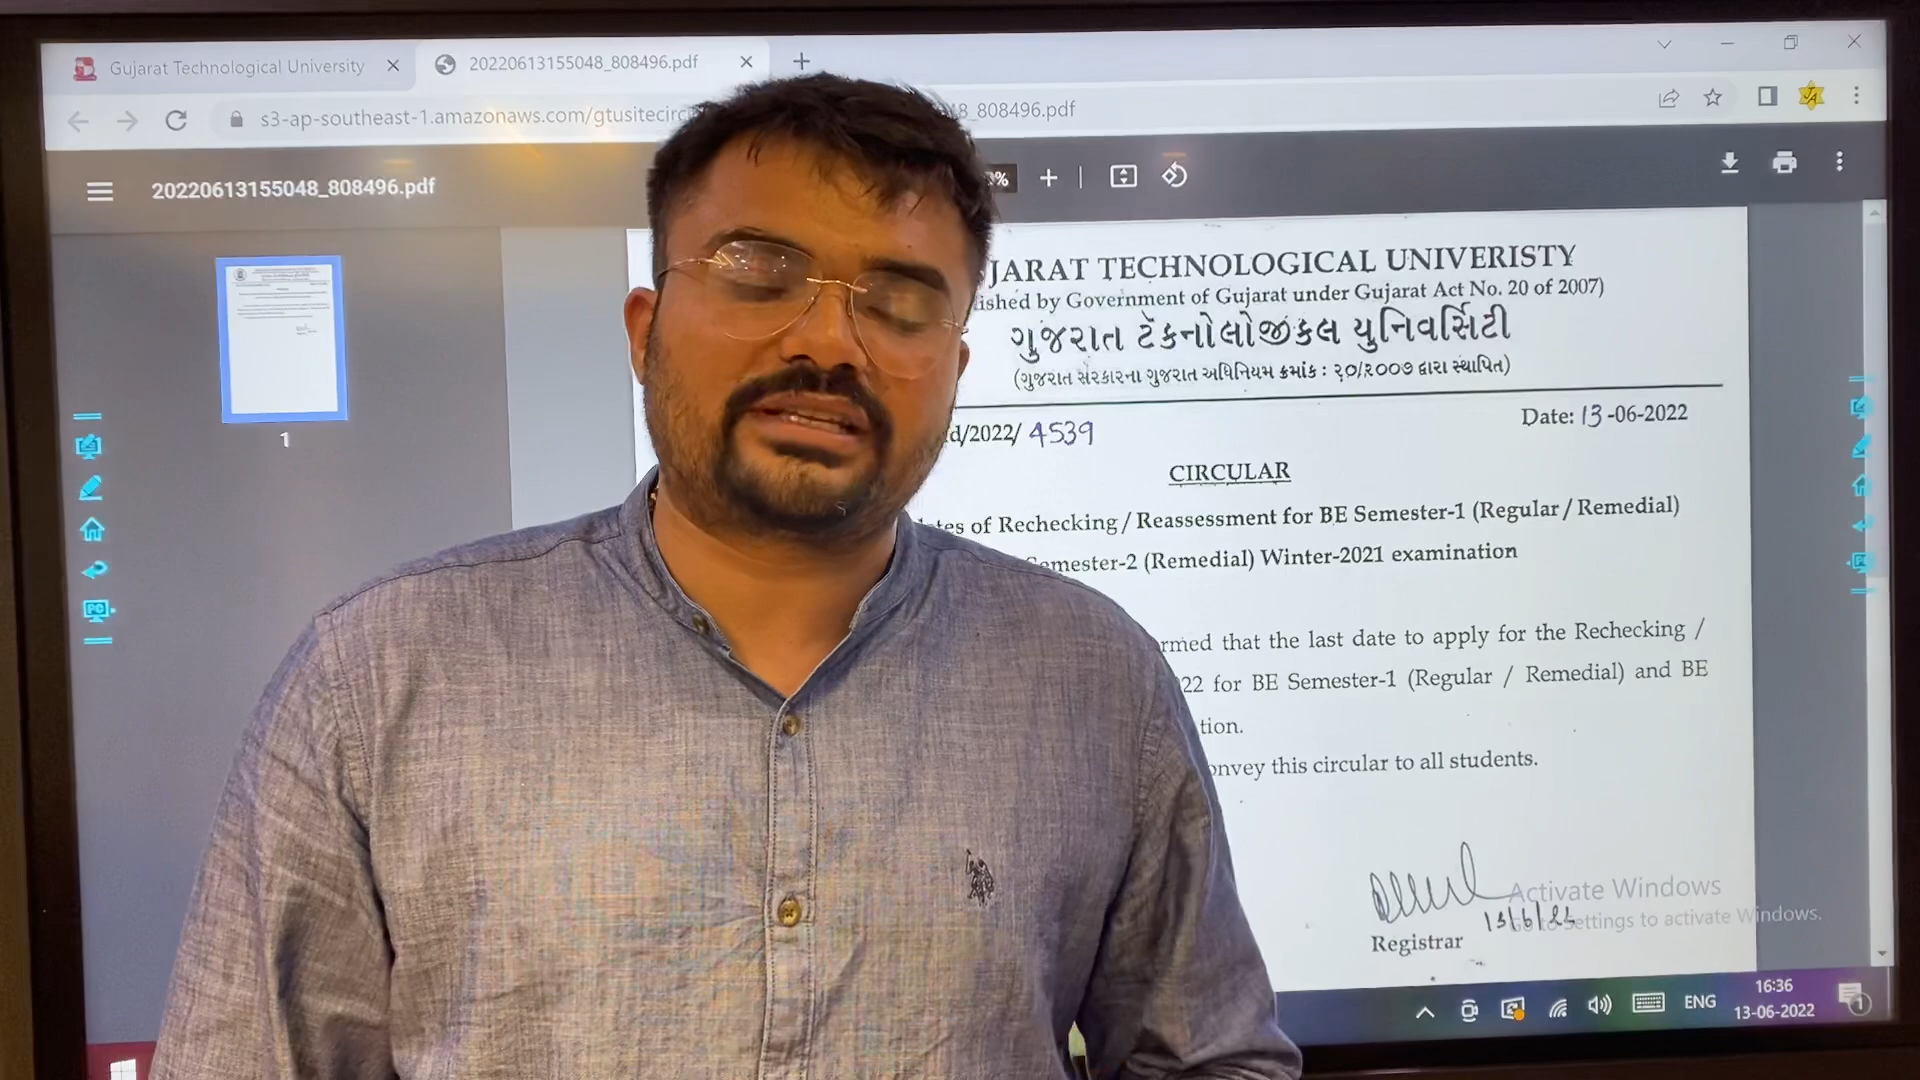 Gujarat Technological University
20220613155048_808496.pdf
s3-ap-southeast-1.amazonaws.com/gtusitecirc 8_808496.pdf
20220613155048_808496.pdf
%
1
JARAT TECHNOLOGICAL UNIVERISTY
ished by Government of Gujarat under Gujarat Act No. 20 of 2007)
ગુજરાત ટેકનોલોજીકલ યુનિવર્સિટી
(ગુજરાત સરકારના ગુજરાત અધિનિયમ ક્રમાંક : ૨૦/૨૦૦૭ દ્વારા સ્થાપિત)
d/2022/ 4539
Date: 13-06-2022
CIRCULAR
tes of Rechecking / Reassessment for BE Semester-1 (Regular / Remedial)
emester-2 (Remedial) Winter-2021 examination
rmed that the last date to apply for the Rechecking /
22 for BE Semester-1 (Regular / Remedial) and BE
tion.
onvey this circular to all students.
Activate Windows
Go to Settings to activate Windows.
Registrar
ENG
16:36
13-06-2022
1